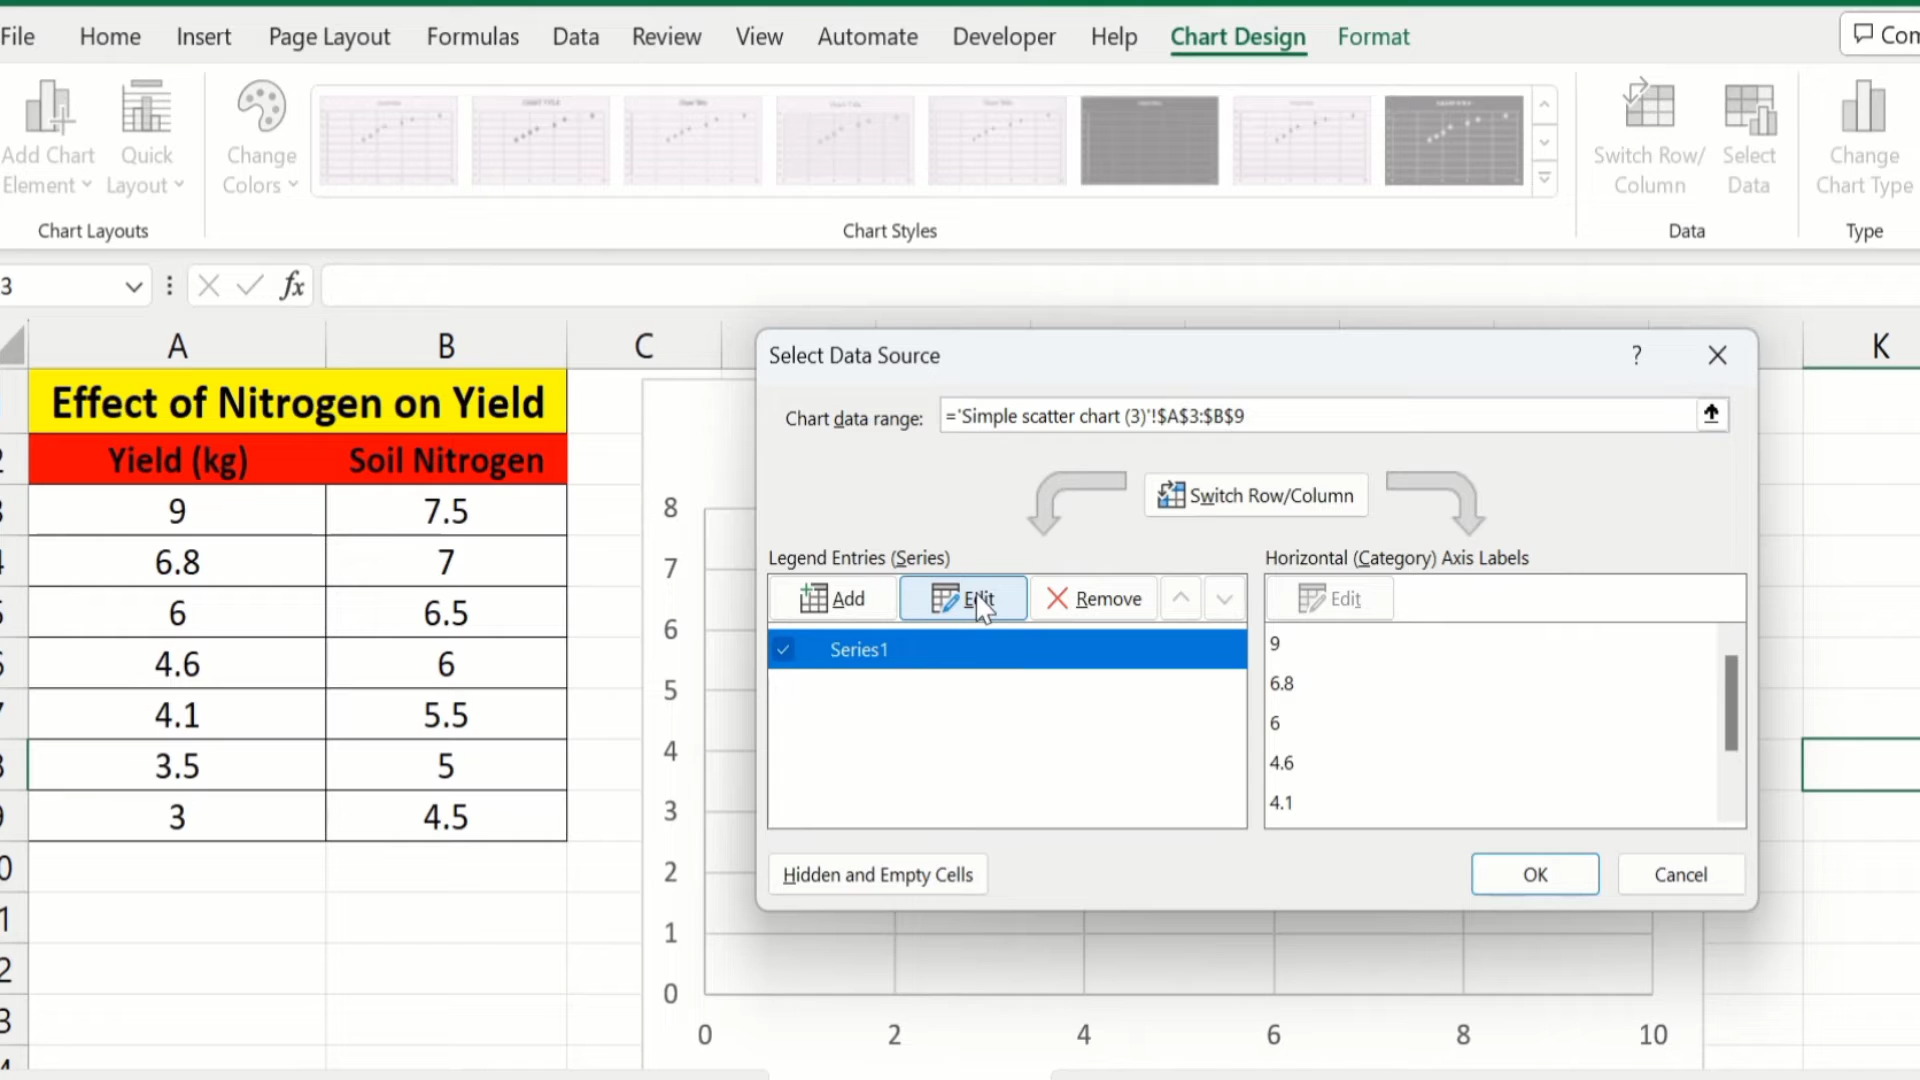 File Home Insert Page Layout Formulas Data Review View Automate Developer Help Chart Design Format Com
Add Chart Element
Quick Layout
Change Colors
Switch Row/ Column
Select Data
Change Chart Type
Chart Layouts Chart Styles Data Type
3 fx
A B C K
Effect of Nitrogen on Yield
Yield (kg) Soil Nitrogen
9 7.5
6.8 7
6 6.5
4.6 6
4.1 5.5
3.5 5
3 4.5
Select Data Source ?
Chart data range: ='Simple scatter chart (3)'!$A$3:$B$9
Switch Row/Column
Legend Entries (Series)
Add Edit Remove
Series1
Horizontal (Category) Axis Labels
Edit
9
6.8
6
4.6
4.1
Hidden and Empty Cells OK Cancel
8
7
6
5
4
3
2
1
0
0 2 4 6 8 10